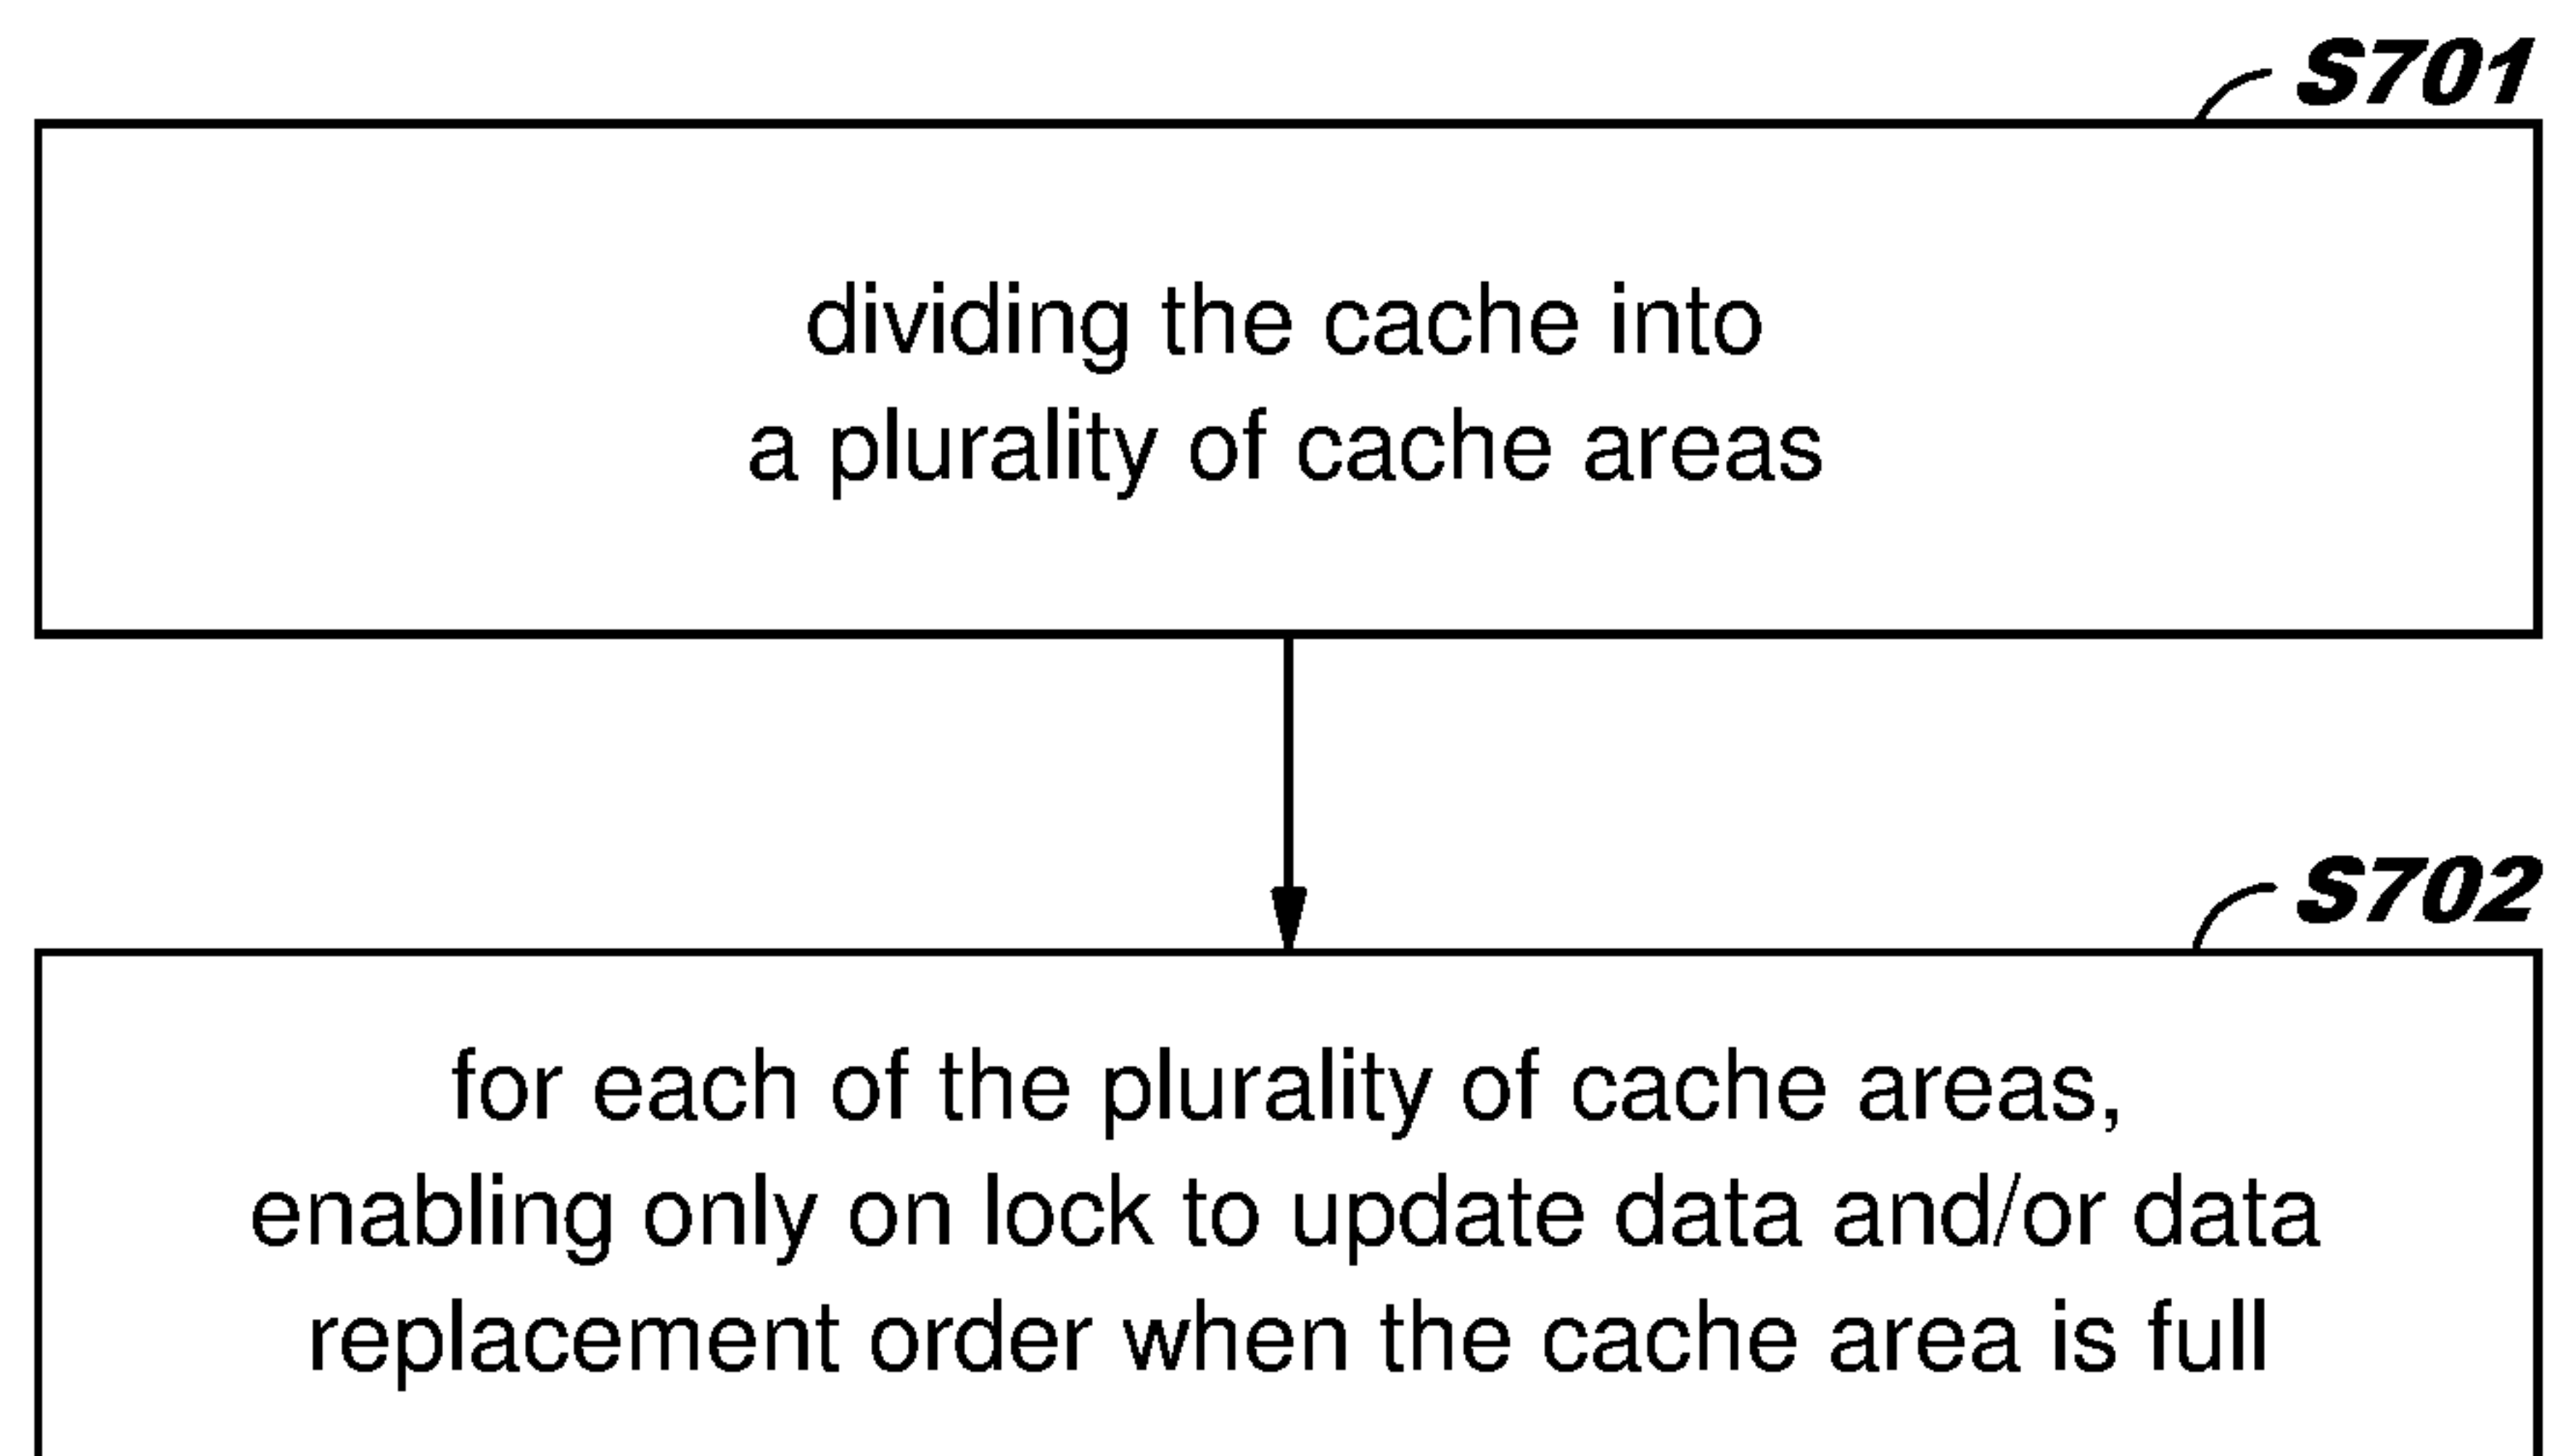 S701
dividing the cache into
a plurality of cache areas
S702
for each of the plurality of cache areas,
enabling only on lock to update data and/or data
replacement order when the cache area is full